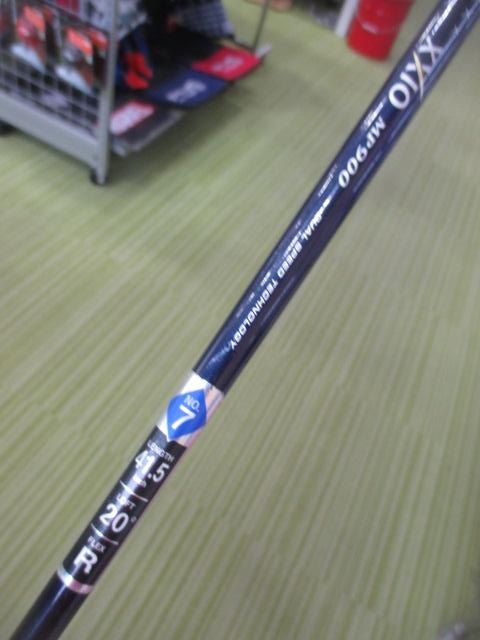 XXIO
MP900
DUAL SPEED TECHNOLOGY
NO.
7
LENGTH
41.5
LOFT
20°
FLEX
R